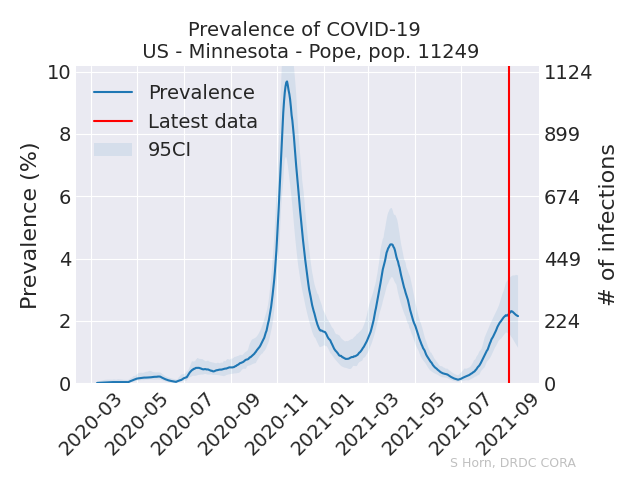 Prevalence of COVID-19
US - Minnesota - Pope, pop. 11249
Prevalence (%)
10
8
6
4
2
0
Prevalence
Latest data
95CI
1124
899
674
449
224
0
# of infections
2020-03
2020-05
2020-07
2020-09
2020-11
2021-01
2021-03
2021-05
2021-07
2021-09
S Horn, DRDC CORA